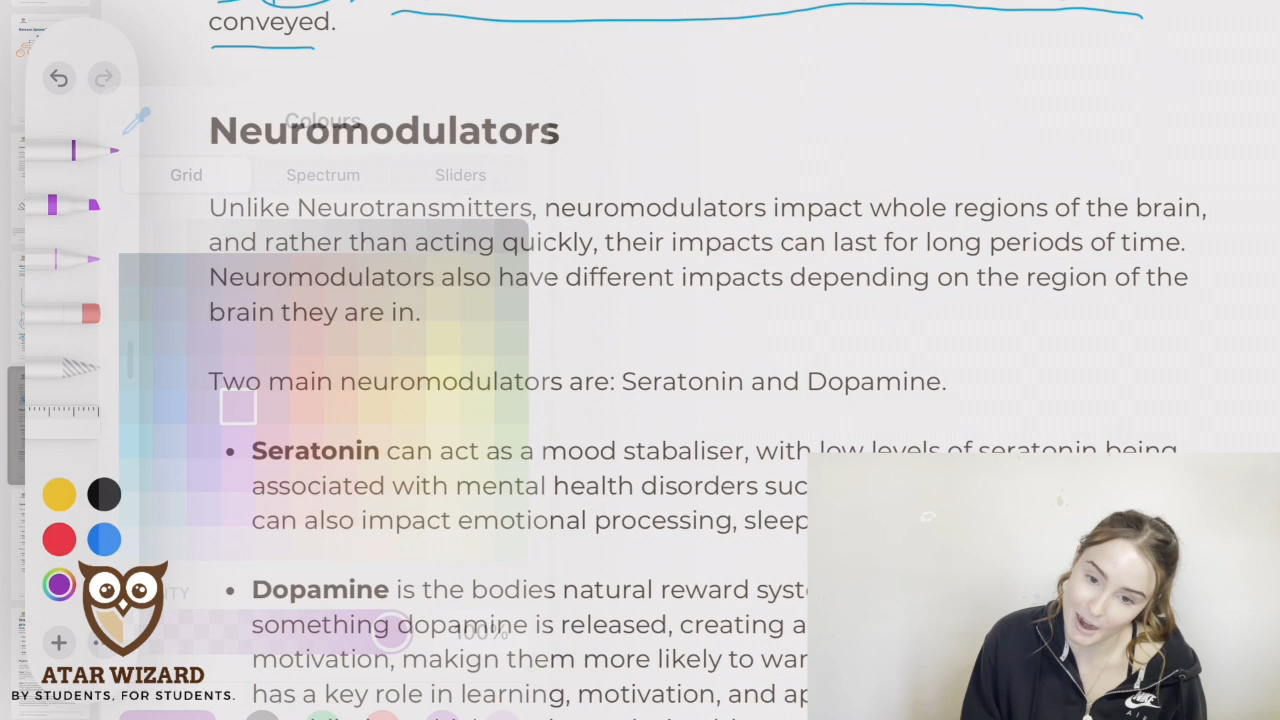 conveyed.
Colours
Neuromodulators
Grid Spectrum Sliders
Unlike Neurotransmitters, neuromodulators impact whole regions of the brain,
and rather than acting quickly, their impacts can last for long periods of time.
Neuromodulators also have different impacts depending on the region of the
brain they are in.
Two main neuromodulators are: Seratonin and Dopamine.
• Seratonin can act as a mood stabaliser, with low levels of seratonin being
associated with mental health disorders suc
can also impact emotional processing, sleep
• Dopamine is the bodies natural reward syst
something dopamine is released, creating a
100%
motivation, makign them more likely to
has a key role in learning, motivation, and
ATAR WIZARD
BY STUDENTS, FOR STUDENTS.